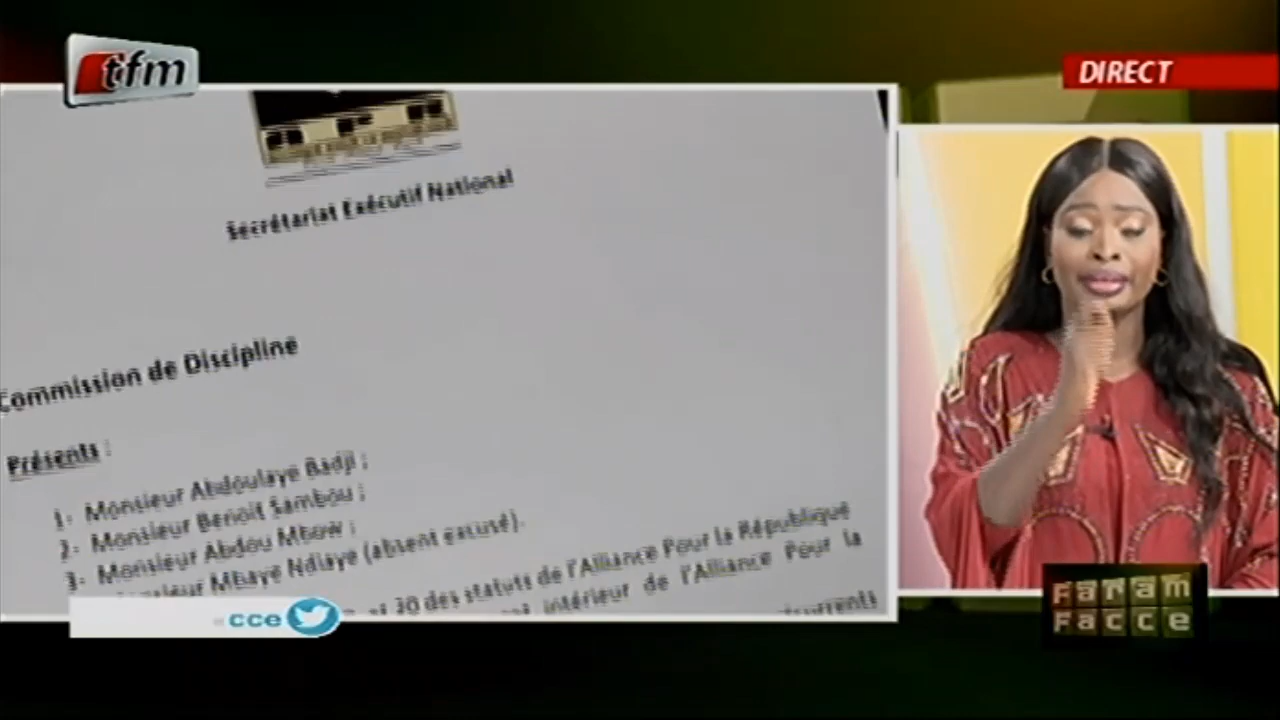 tfm
DIRECT
Secrétariat Exécutif National
Commission de Discipline
Présents :
1- Monsieur Abdoulaye Badji ;
2- Monsieur Benoit Sambou ;
3- Monsieur Abdou Mbow ;
Mbaye Ndiaye (absent excusé).
et 30 des statuts de l'Alliance Pour la République
intérieur de l'Alliance Pour la
cce
Faram
Facce